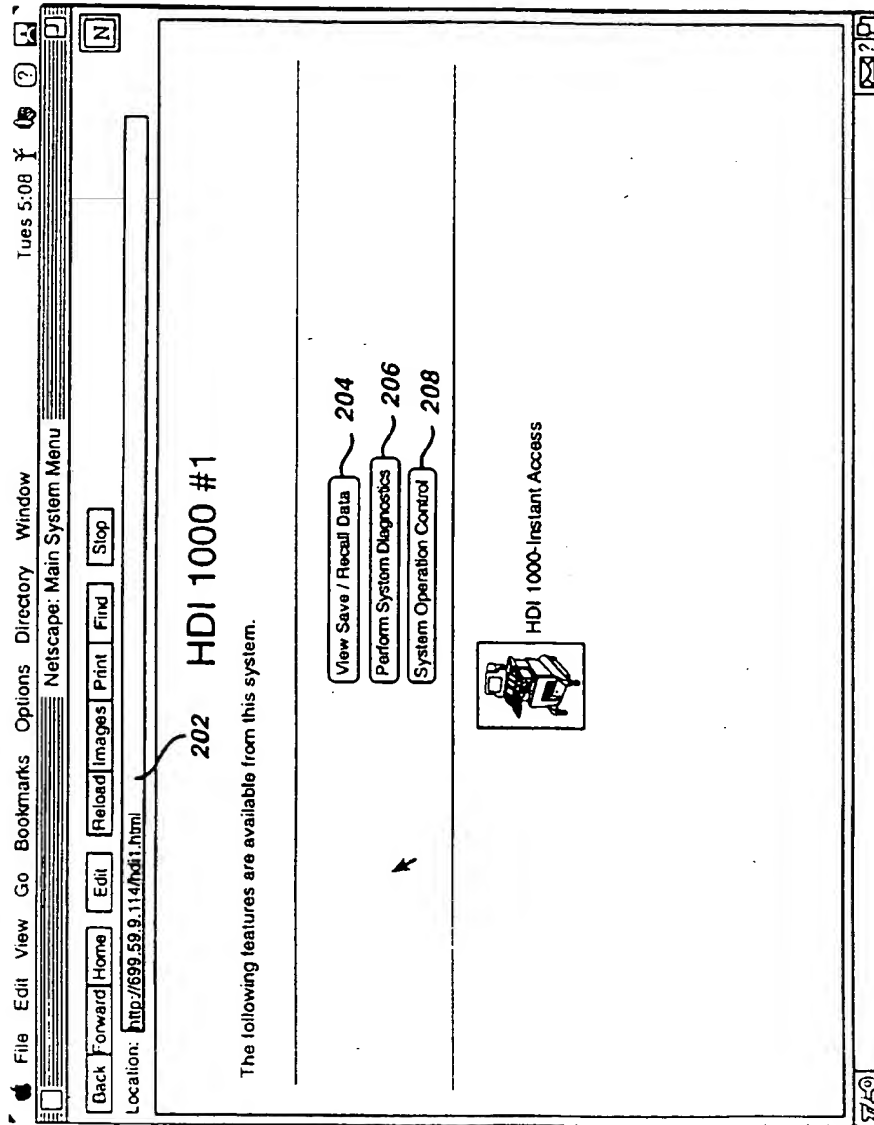 File Edit View Go Bookmarks Options Directory Window Tues 5:08 ?
Netscape: Main System Menu
Back Forward Home Edit Reload Images Print Find Stop N
Location: http://699.59.9.114/hdi1.html
202
HDI 1000 #1
The following features are available from this system.
View Save / Recall Data 204
Perform System Diagnostics 206
System Operation Control 208
HDI 1000-Instant Access
?